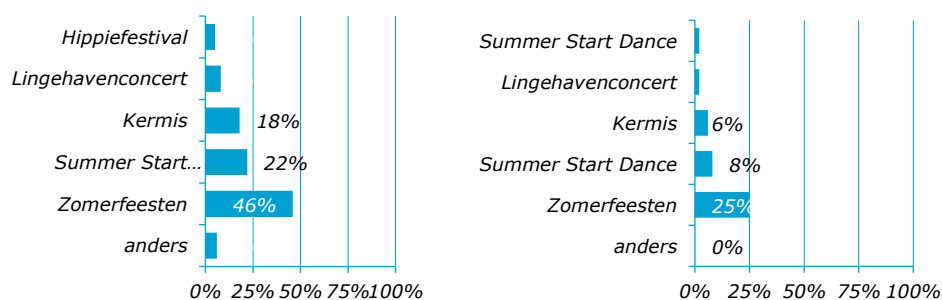 Hippiefestival
Lingehavenconcert
Kermis 18%
Summer Start... 22%
Zomerfeesten 46%
anders
0% 25% 50% 75%100%
Summer Start Dance
Lingehavenconcert
Kermis 6%
Summer Start Dance 8%
Zomerfeesten 25%
anders 0%
0% 25% 50% 75% 100%